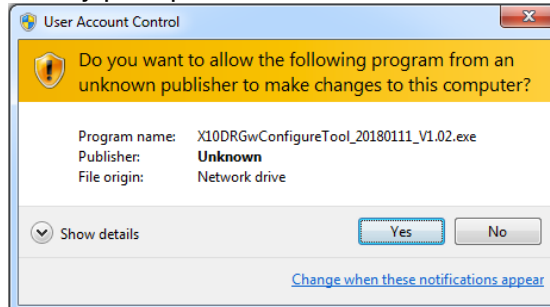 User Account Control
Do you want to allow the following program from an
unknown publisher to make changes to this computer?
Program name: X10DRGwConfigureTool_20180111_V1.02.exe
Publisher: Unknown
File origin: Network drive
Show details
Yes No
Change when these notifications appear